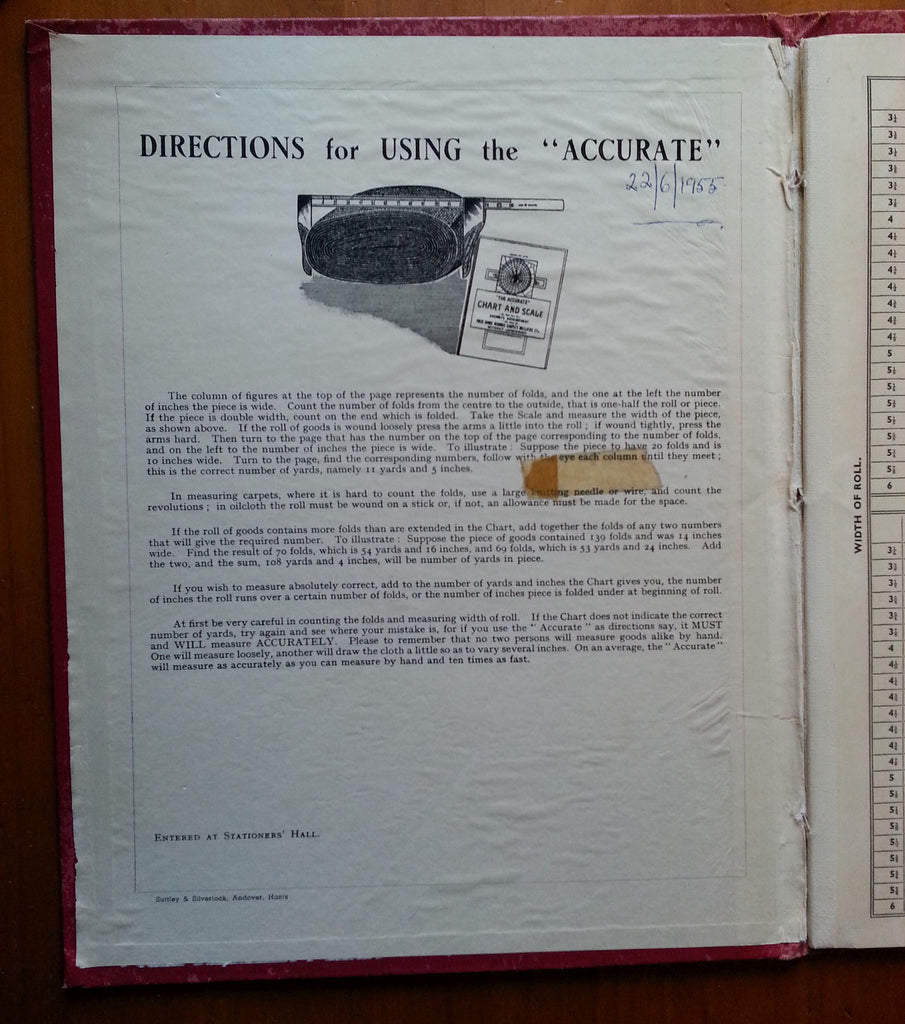 DIRECTIONS for USING the "ACCURATE"
22/6/1955
"THE ACCURATE"
CHART AND SCALE
The column of figures at the top of the page represents the number of folds, and the one at the left the number
of inches the piece is wide. Count the number of folds from the centre to the outside, that is one-half the roll or piece.
If the piece is double width, count on the end which is folded. Take the Scale and measure the width of the piece,
as shown above. If the roll of goods is wound loosely press the arms a little into the roll ; if wound tightly, press the
arms hard. Then turn to the page that has the number on the top of the page corresponding to the number of folds,
and on the left to the number of inches the piece is wide. To illustrate : Suppose the piece to have 20 folds and is
10 inches wide. Turn to the page, find the corresponding numbers, follow with the eye each column until they meet ;
this is the correct number of yards, namely 11 yards and 5 inches.
In measuring carpets, where it is hard to count the folds, use a large knitting needle or wire, and count the
revolutions ; in oilcloth the roll must be wound on a stick or, if not, an allowance must be made for the space.
If the roll of goods contains more folds than are extended in the Chart, add together the folds of any two numbers
that will give the required number. To illustrate : Suppose the piece of goods contained 139 folds and was 14 inches
wide. Find the result of 70 folds, which is 54 yards and 16 inches, and 69 folds, which is 53 yards and 24 inches. Add
the two, and the sum, 108 yards and 4 inches, will be number of yards in piece.
If you wish to measure absolutely correct, add to the number of yards and inches the Chart gives you, the number
of inches the roll runs over a certain number of folds, or the number of inches piece is folded under at beginning of roll.
At first be very careful in counting the folds and measuring width of roll. If the Chart does not indicate the correct
number of yards, try again and see where your mistake is, for if you use the " Accurate " as directions say, it MUST
and WILL measure ACCURATELY. Please to remember that no two persons will measure goods alike by hand.
One will measure loosely, another will draw the cloth a little so as to vary several inches. On an average, the " Accurate "
will measure as accurately as you can measure by hand and ten times as fast.
ENTERED AT STATIONERS' HALL.
Suttley & Silverlock, Andover, Hants
WIDTH OF ROLL.
4
5
6
4
5
6